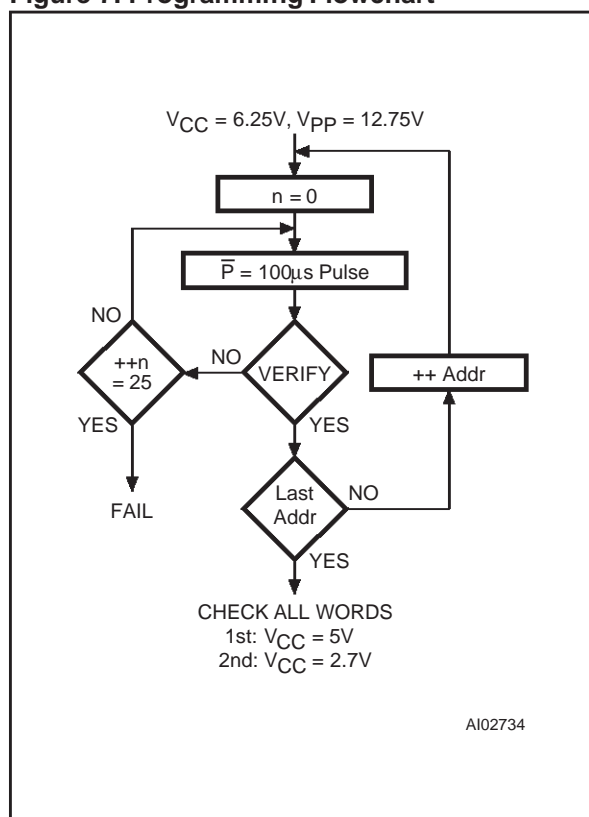 Figure 7. Programming Flowchart
VCC = 6.25V, VPP = 12.75V
n = 0
P̅ = 100µs Pulse
NO
++n
= 25
NO
VERIFY
++ Addr
YES
YES
FAIL
Last
Addr
NO
YES
CHECK ALL WORDS
1st: VCC = 5V
2nd: VCC = 2.7V
AI02734